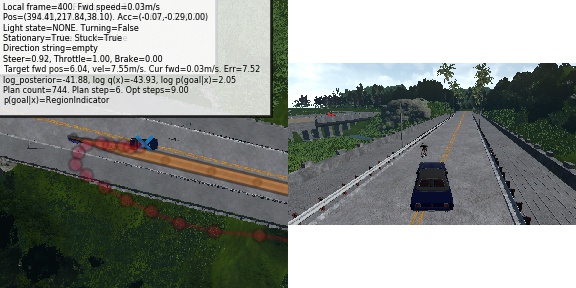 Local frame=400. Fwd speed=0.03m/s
Pos=(394.41,217.84,38.10). Acc=(-0.07,-0.29,0.00)
Light state=NONE. Turning=False
Stationary=True. Stuck=True
Direction string=empty
Steer=0.92, Throttle=1.00, Brake=0.00
Target fwd pos=6.04, vel=7.55m/s. Cur fwd=0.03m/s. Err=7.52
log_posterior=-41.88, log q(x)=-43.93, log p(goal|x)=2.05
Plan count=744. Plan step=6. Opt steps=9.00
p(goal|x)=RegionIndicator